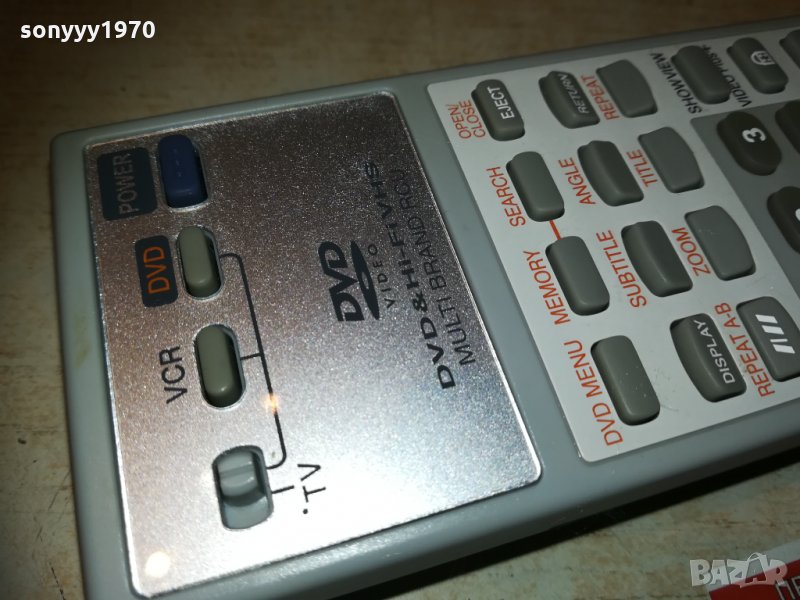 sonyyy1970
POWER
DVD
VCR
TV
DVD
VIDEO
DVD & HI-FI VHS
MULTI BRAND RCU
OPEN/
CLOSE
EJECT
RETURN
REPEAT
SHOWVIEW
SEARCH
ANGLE
TITLE
3
MEMORY
SUBTITLE
ZOOM
DVD MENU
DISPLAY
REPEAT A-B
BAZAR